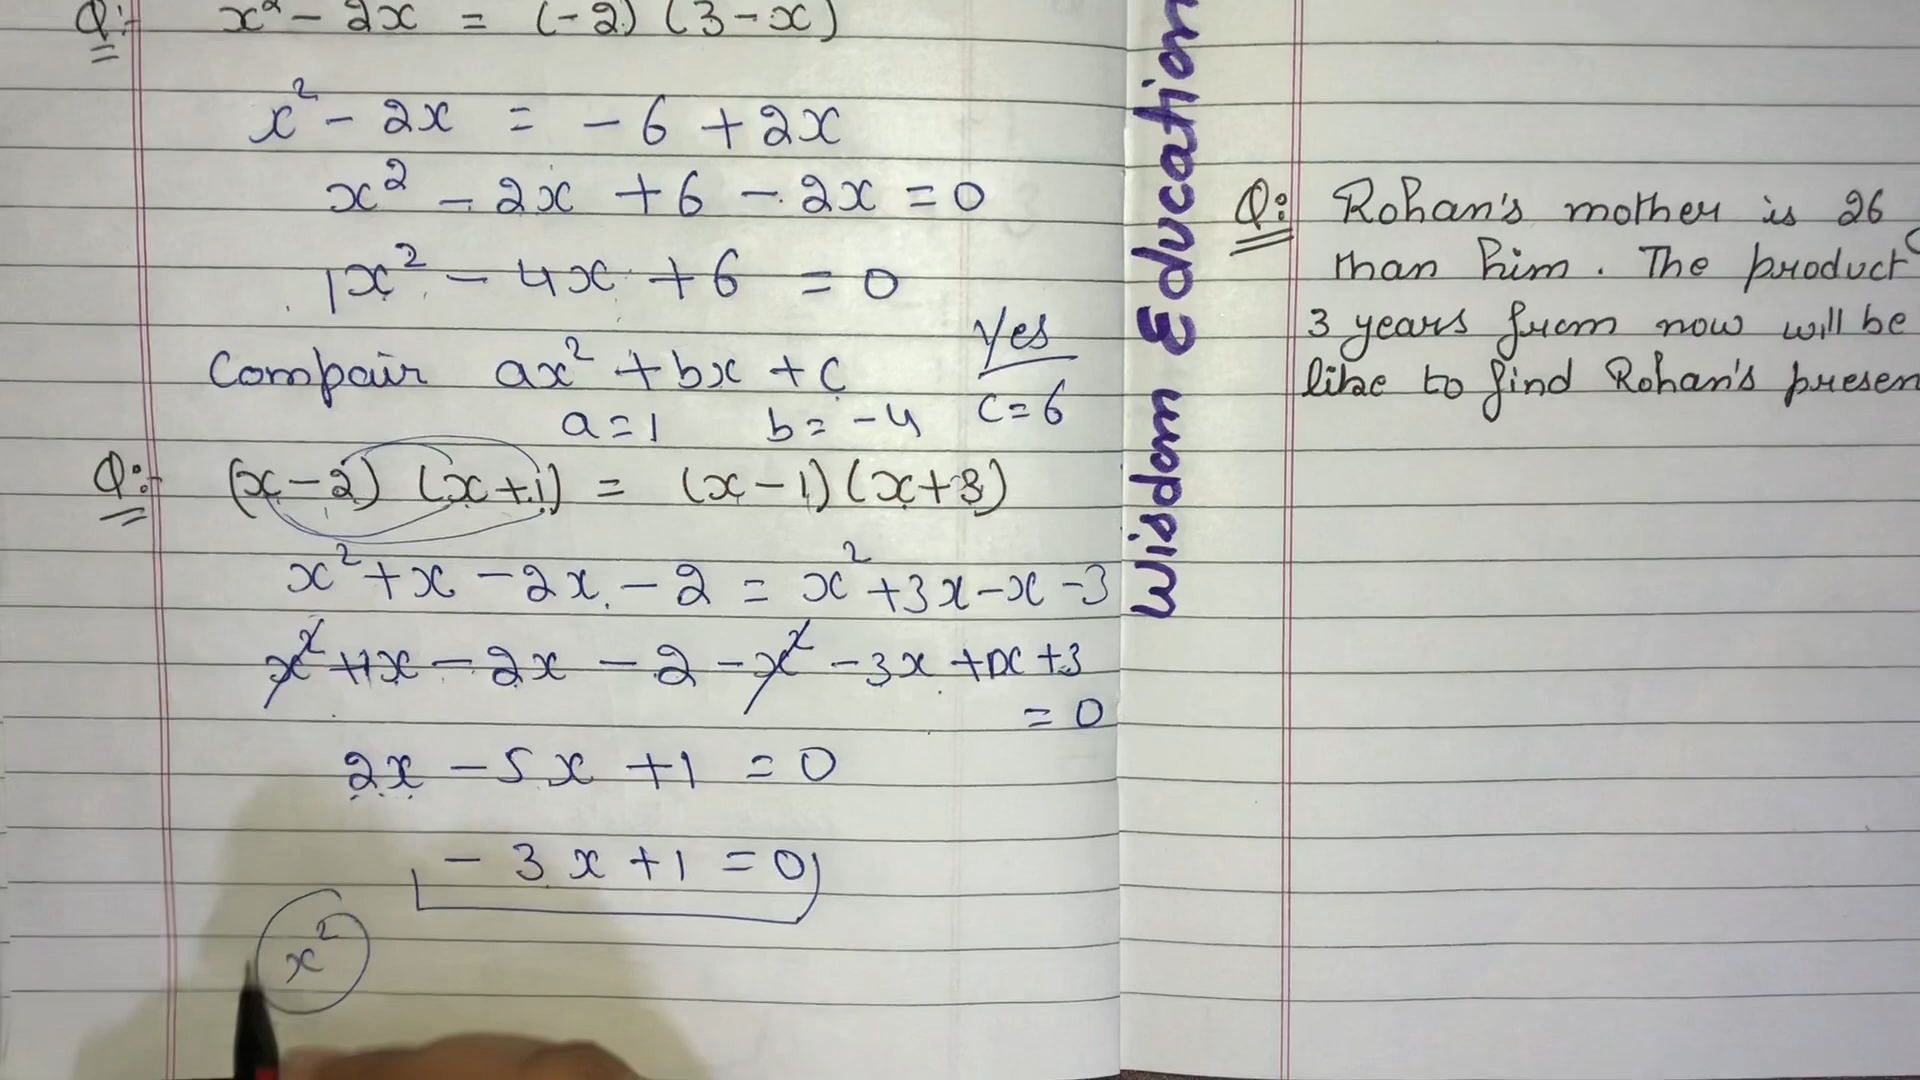 Q:- x² - 2x = (-2) (3-x)
x² - 2x = - 6 + 2x
x² - 2x + 6 - 2x = 0
1x² - 4x + 6 = 0
Yes
Compair ax² + bx + c
a=1 b= -4 c=6
Q:- (x-2) (x+1) = (x-1) (x+3)
x² + x - 2x - 2 = x² + 3x - x - 3
x² + 1x - 2x - 2 - x² - 3x + 1x + 3
= 0
2x - 5x + 1 = 0
- 3x + 1 = 0
x²
Wisdom Education
Q: Rohan's mother is 26
than him. The product
3 years from now will be
like to find Rohan's presen